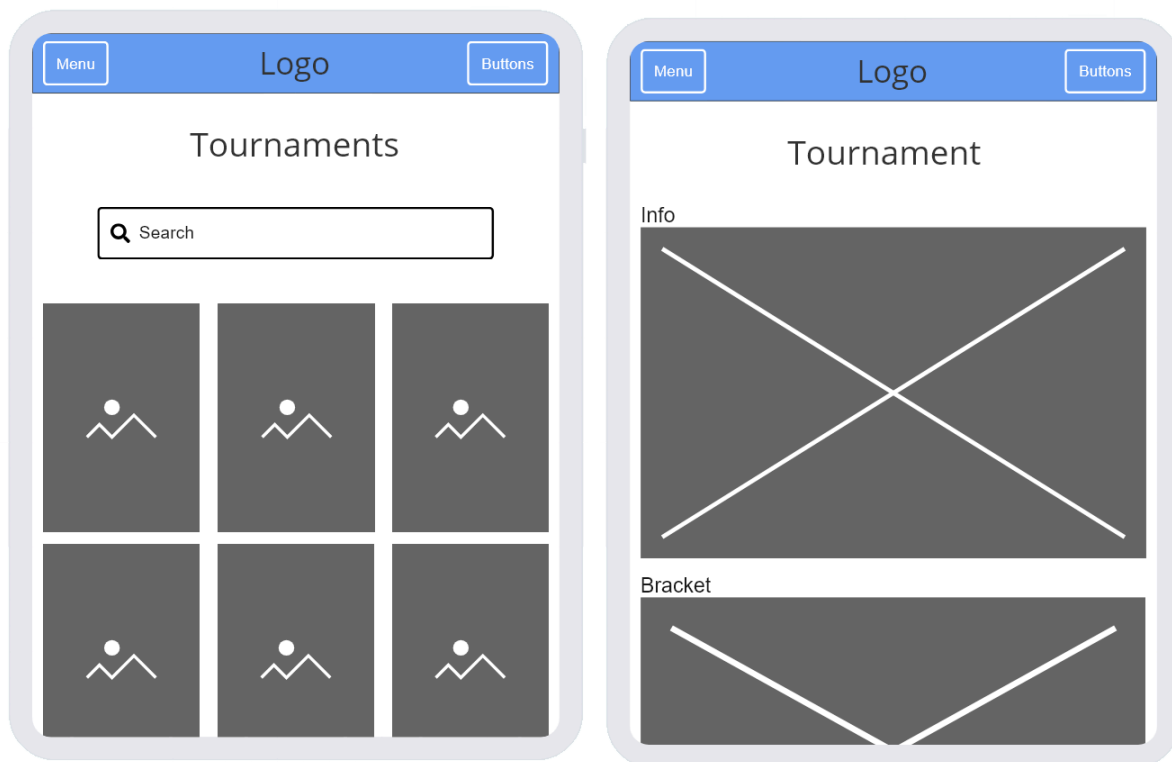 Menu
Logo
Buttons
Tournaments
Search
Menu
Logo
Buttons
Tournament
Info
Bracket